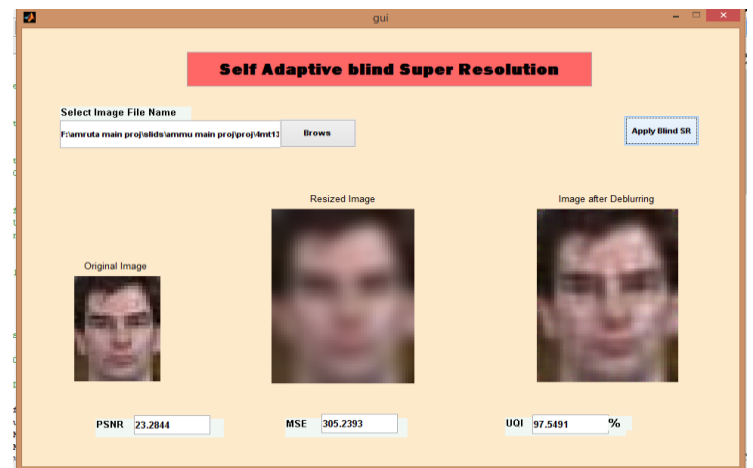 gui
Self Adaptive blind Super Resolution
Select Image File Name
F:\amruta main proj\slids\ammu main proj\proj\4mt13
Brows
Apply Blind SR
Resized Image
Image after Deblurring
Original Image
PSNR 23.2844
MSE 305.2393
UQI 97.5491 %